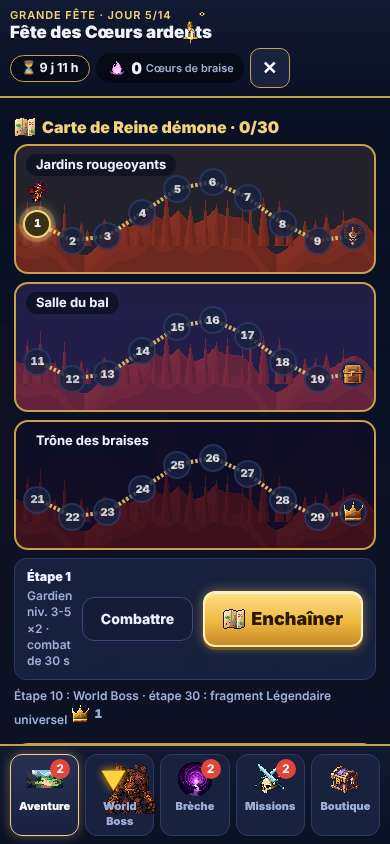 GRANDE FÊTE · JOUR 5/14
Fête des Cœurs ardents
9 j 11 h
0 Cœurs de braise
×
Carte de Reine démone · 0/30
Jardins rougeoyants
1 2 3 4 5 6 7 8 9
Salle du bal
11 12 13 14 15 16 17 18 19
Trône des braises
21 22 23 24 25 26 27 28 29
Étape 1
Gardien
niv. 3-5
×2 ·
combat
de 30 s
Combattre
Enchaîner
Étape 10 : World Boss · étape 30 : fragment Légendaire
universel 1
2 2 2
Aventure
World
Boss
Brèche
Missions
Boutique